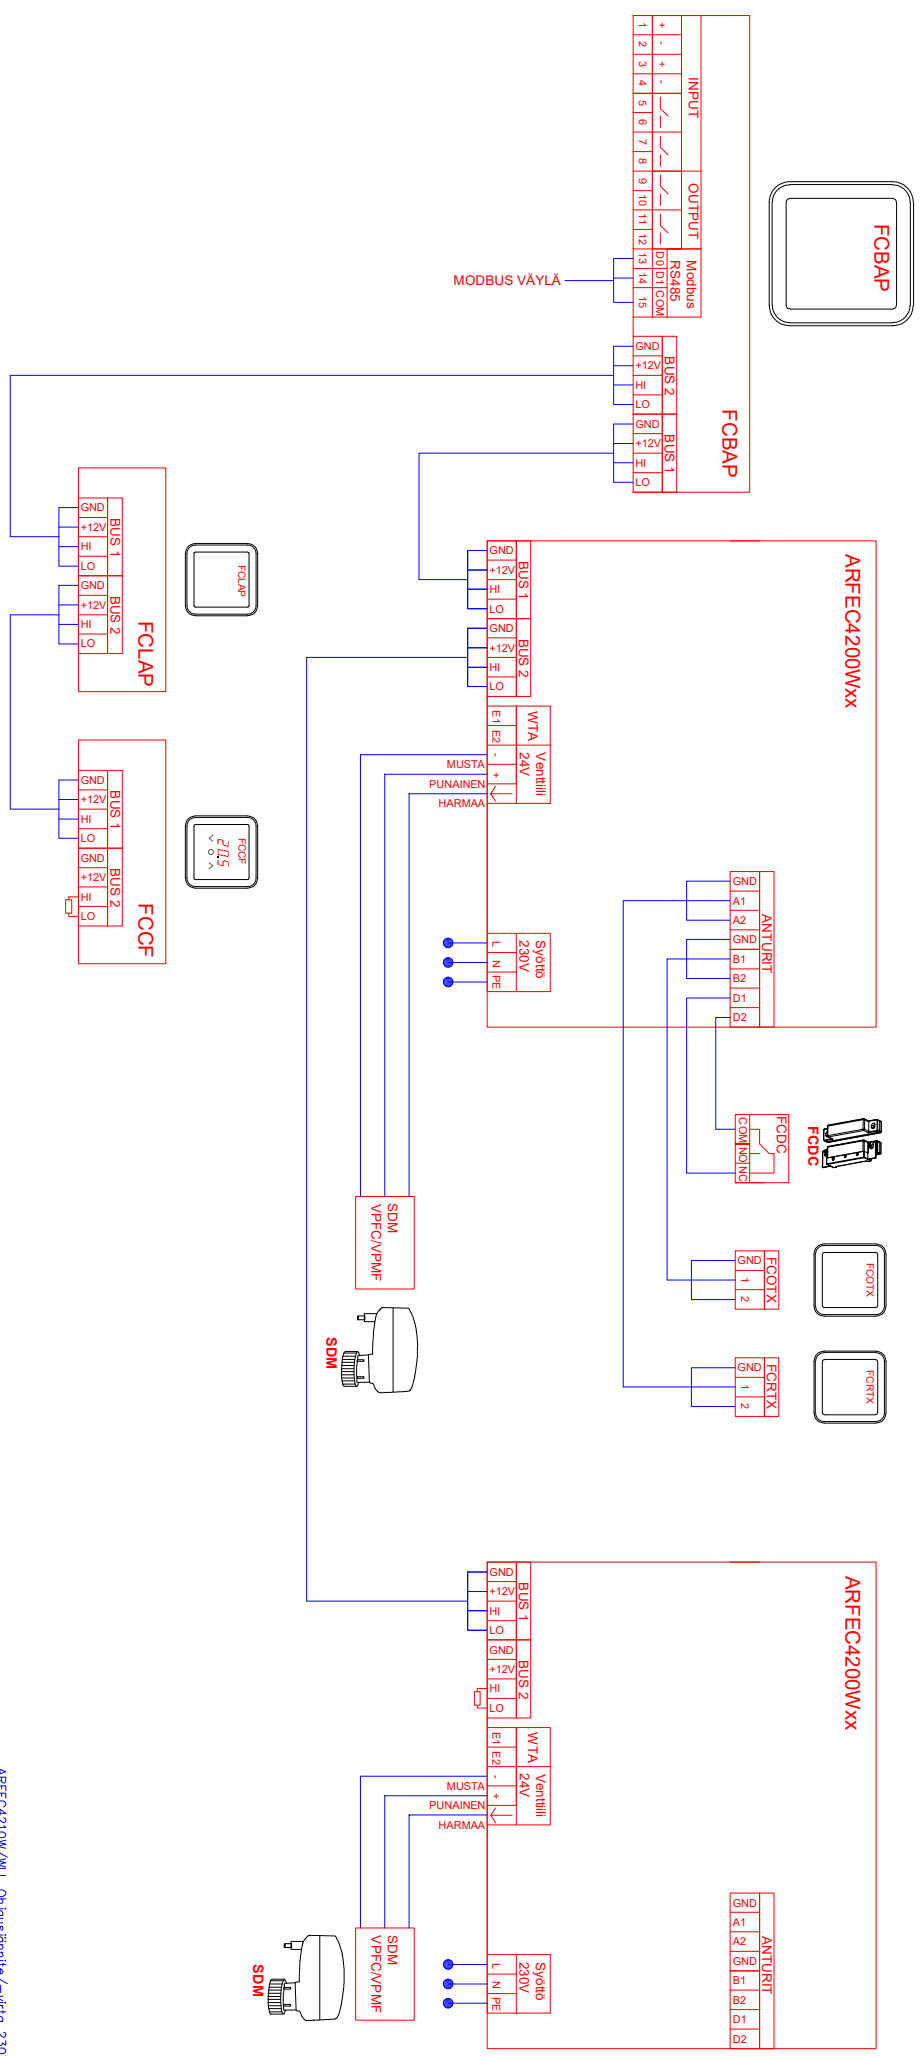 FCBAP
FCBAP
INPUT
OUTPUT
Modbus
RS485
+ - + -
D0 D1 COM
1 2 3 4 5 6 7 8 9 10 11 12 13 14 15
MODBUS VÄYLÄ
BUS 2
GND
+12V
HI
LO
BUS 1
GND
+12V
HI
LO
FCLAP
FCLAP
BUS 1
GND
+12V
HI
LO
BUS 2
GND
+12V
HI
LO
FCCF
20.5
FCCF
BUS 1
GND
+12V
HI
LO
BUS 2
GND
+12V
HI
LO
ARFEC4200Wxx
BUS 1
GND
+12V
HI
LO
BUS 2
GND
+12V
HI
LO
WTA
E1
E2
Venttiili
24V
-
+
MUSTA
PUNAINEN
HARMAA
Syöttö
230V
L
N
PE
ANTURIT
GND
A1
A2
GND
B1
B2
D1
D2
FCDC
FCDC
COM NO NC
FCOTX
FCOTX
GND
1
2
FCRTX
FCRTX
GND
1
2
SDM
VPFC/VPMF
SDM
ARFEC4200Wxx
BUS 1
GND
+12V
HI
LO
BUS 2
GND
+12V
HI
LO
WTA
E1
E2
Venttiili
24V
-
+
MUSTA
PUNAINEN
HARMAA
Syöttö
230V
L
N
PE
ANTURIT
GND
A1
A2
GND
B1
B2
D1
D2
SDM
VPFC/VPMF
SDM